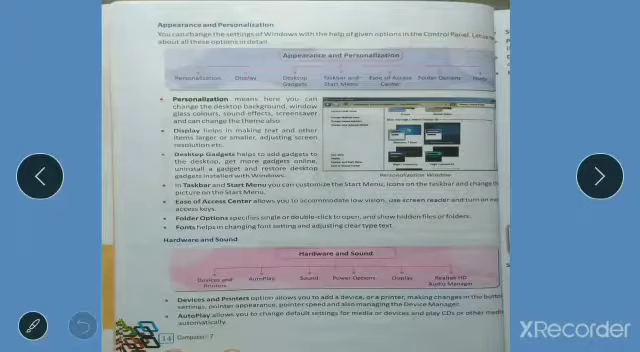 Appearance and Personalization
You can change the settings of Windows with the help of given options in the Control Panel. Let us
about all these options in detail.
Appearance and Personalization
Personalization
Display
Desktop Gadgets
Taskbar and Start Menu
Ease of Access Center
Folder Options
Fonts
• Personalization means here you can
change the desktop background, window
glass colours, sound effects, screensaver
and can change the theme also.
• Display helps in making text and other
items larger or smaller, adjusting screen
resolution etc.
• Desktop Gadgets helps to add gadgets to
the desktop, get more gadgets online,
uninstall a gadget and restore desktop
gadgets installed with Windows.
Personalization Window
• In Taskbar and Start Menu you can customize the Start Menu, icons on the taskbar and change the
picture on the Start Menu.
• Ease of Access Center allows you to accommodate low vision, use screen reader and turn on
access keys.
• Folder Options specifies single or double-click to open, and show hidden files or folders.
• Fonts helps in changing font setting and adjusting clear type text.
Hardware and Sound
Hardware and Sound
Devices and Printers
AutoPlay
Sound
Power Options
Display
Realtek HD Audio Manager
• Devices and Printers option allows you to add a device, or a printer, making changes in the button
settings, pointer appearance, pointer speed and also managing the Device Manager.
• AutoPlay allows you to change default settings for media or devices and play CDs or other media
automatically.
14 Computer-7
XRecorder